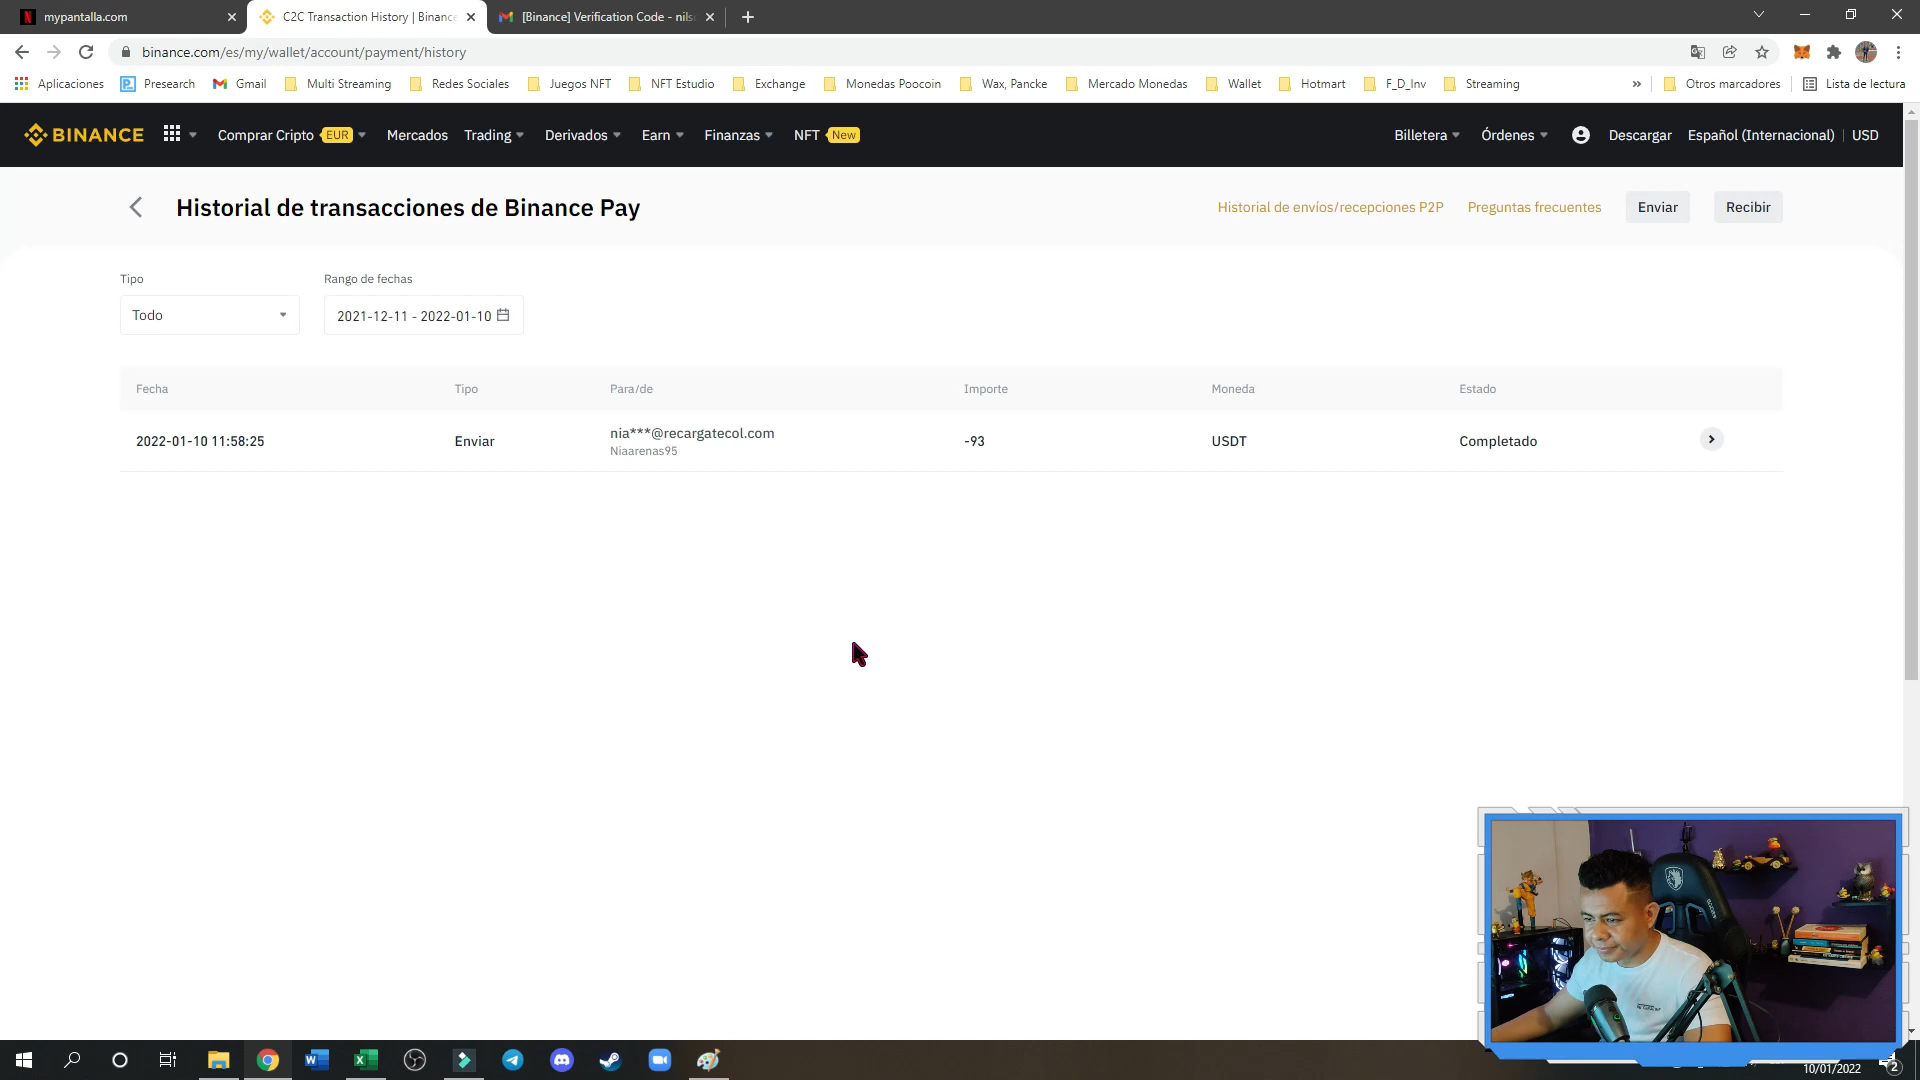 mypantalla.com
C2C Transaction History | Binance
[Binance] Verification Code - nils
binance.com/es/my/wallet/account/payment/history
Aplicaciones Presearch Gmail Multi Streaming Redes Sociales Juegos NFT NFT Estudio Exchange Monedas Poocoin Wax, Pancke Mercado Monedas Wallet Hotmart F_D_Inv Streaming » Otros marcadores Lista de lectura
BINANCE Comprar Cripto EUR Mercados Trading Derivados Earn Finanzas NFT New Billetera Órdenes Descargar Español (Internacional) | USD
Historial de transacciones de Binance Pay
Historial de envíos/recepciones P2P Preguntas frecuentes Enviar Recibir
Tipo Rango de fechas
Todo 2021-12-11 - 2022-01-10
Fecha Tipo Para/de Importe Moneda Estado
2022-01-10 11:58:25 Enviar nia***@recargatecol.com -93 USDT Completado
Niaarenas95
10/01/2022
2